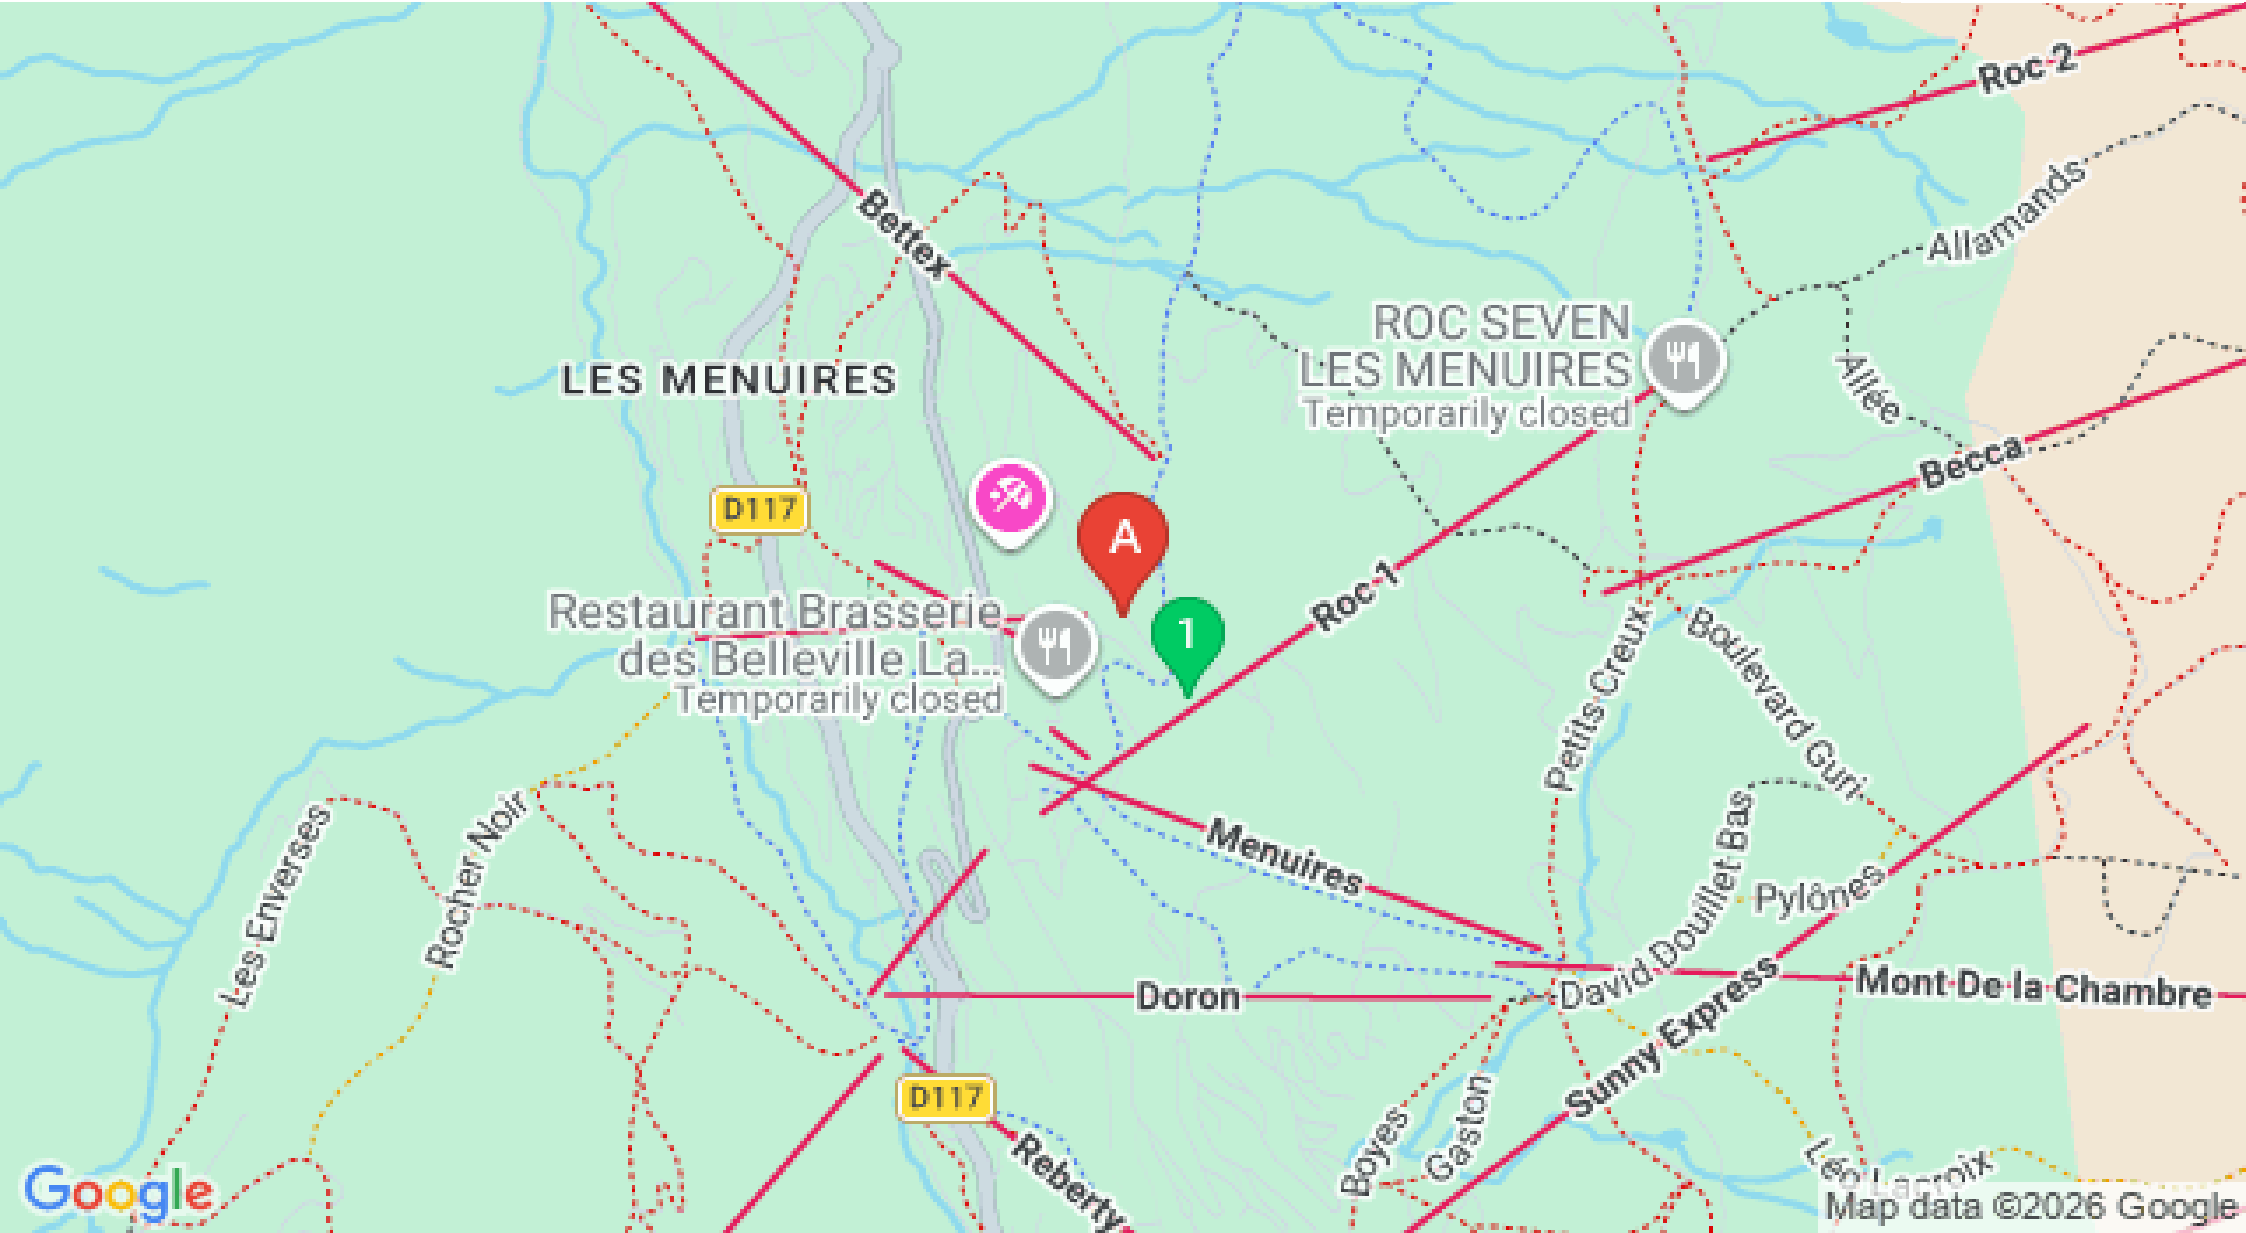 Roc 2
Allamands
Bettex
ROC SEVEN
LES MENUIRES
Temporarily closed
LES MENUIRES
Allée
Becca
D117
A
Roc 1
1
Restaurant Brasserie
des Belleville La...
Temporarily closed
Petits Creux
Boulevard Guri
Les Enverses
Rocher Noir
Menuires
David Douillet Bas
Pylônes
Doron
Mont De la Chambre
Sunny Express
D117
Reberty
Boyes
Gaston
Léo Lacroix
Google
Map data ©2026 Google